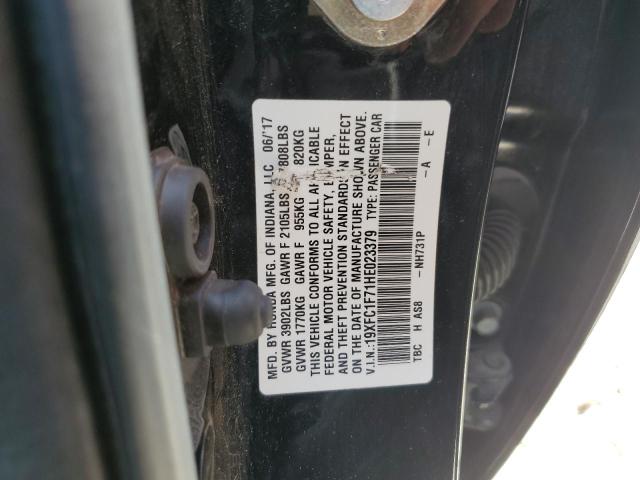 MFD. BY HONDA MFG. OF INDIANA, LLC 06/'17
GVWR 3902LBS GAWR F 2105LBS 808LBS
GVWR 1770KG GAWR F 955KG 820KG
THIS VEHICLE CONFORMS TO ALL APPLICABLE
FEDERAL MOTOR VEHICLE SAFETY, BUMPER,
AND THEFT PREVENTION STANDARDS IN EFFECT
ON THE DATE OF MANUFACTURE SHOWN ABOVE.
V.I.N.:19XFC1F71HE023379 TYPE: PASSENGER CAR
TBC H AS8 -NH731P -A -E